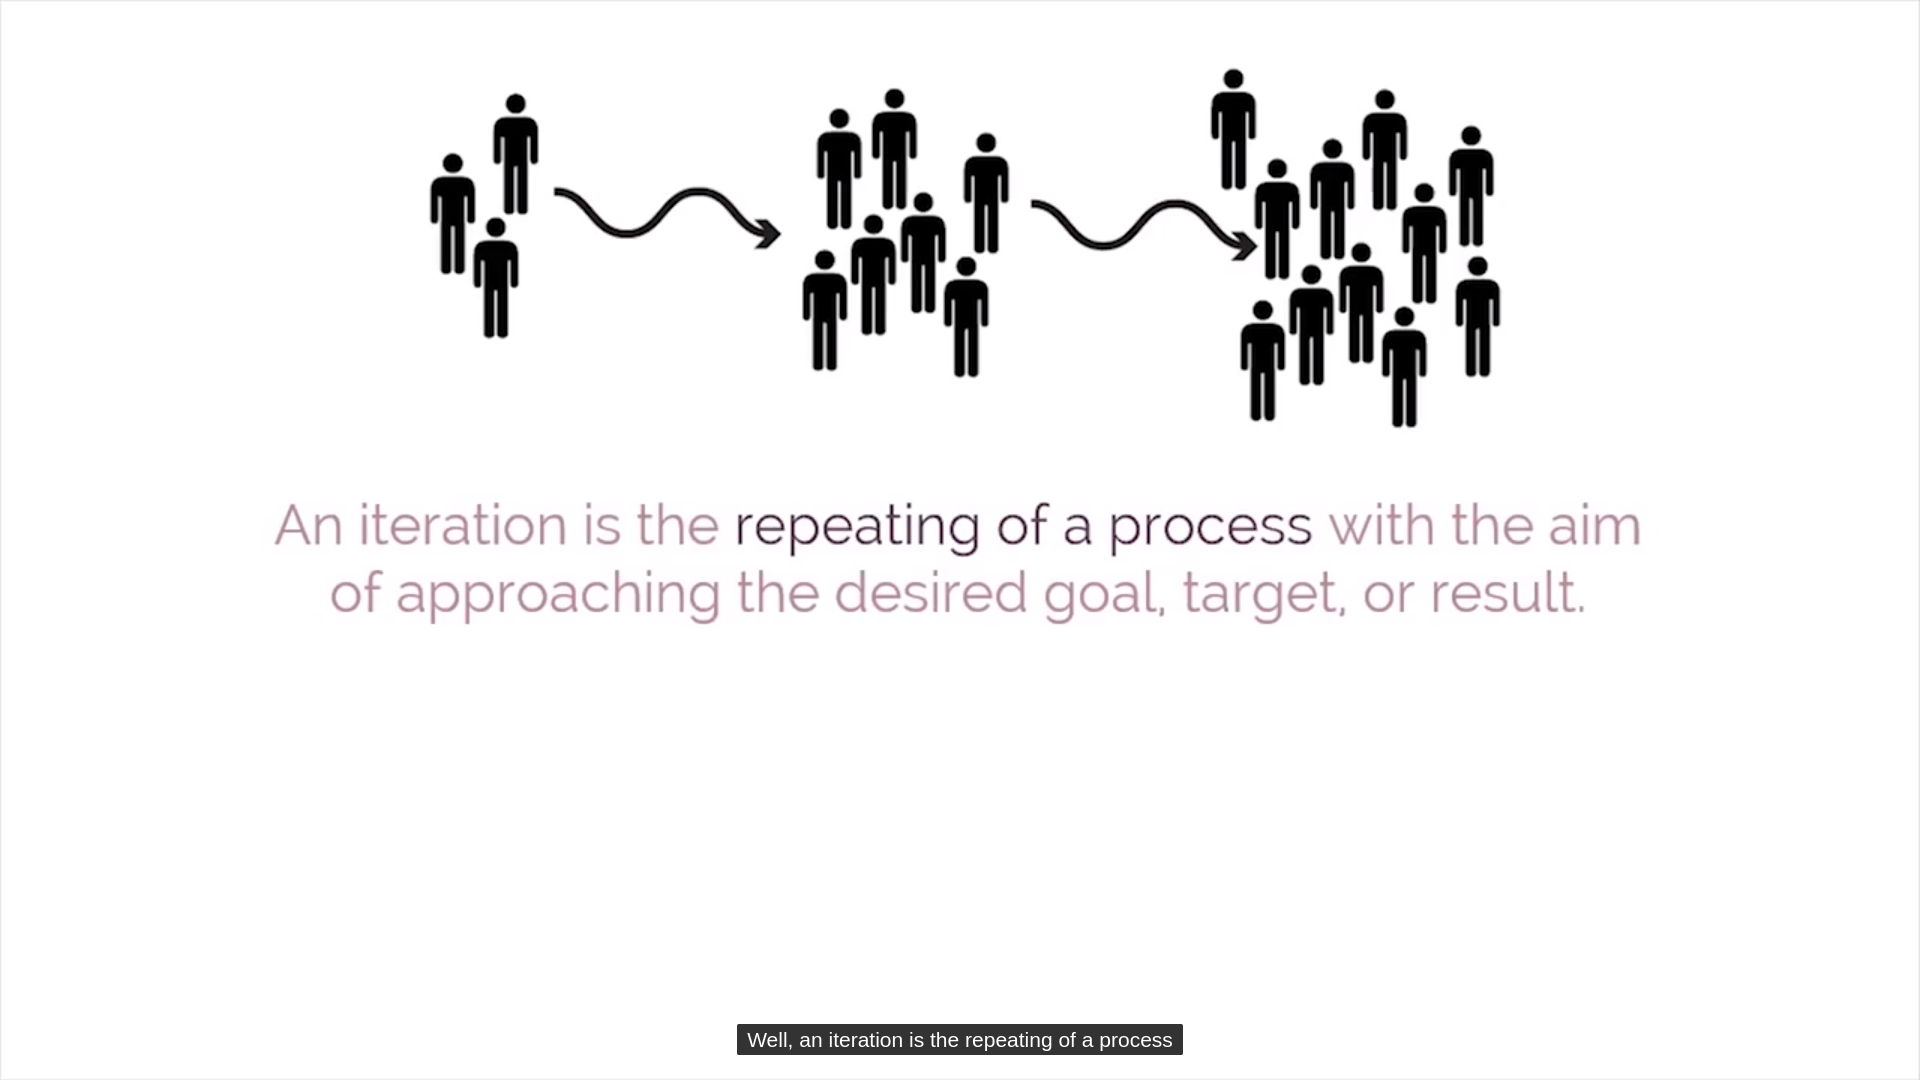 An iteration is the repeating of a process with the aim
of approaching the desired goal, target, or result.
Well, an iteration is the repeating of a process